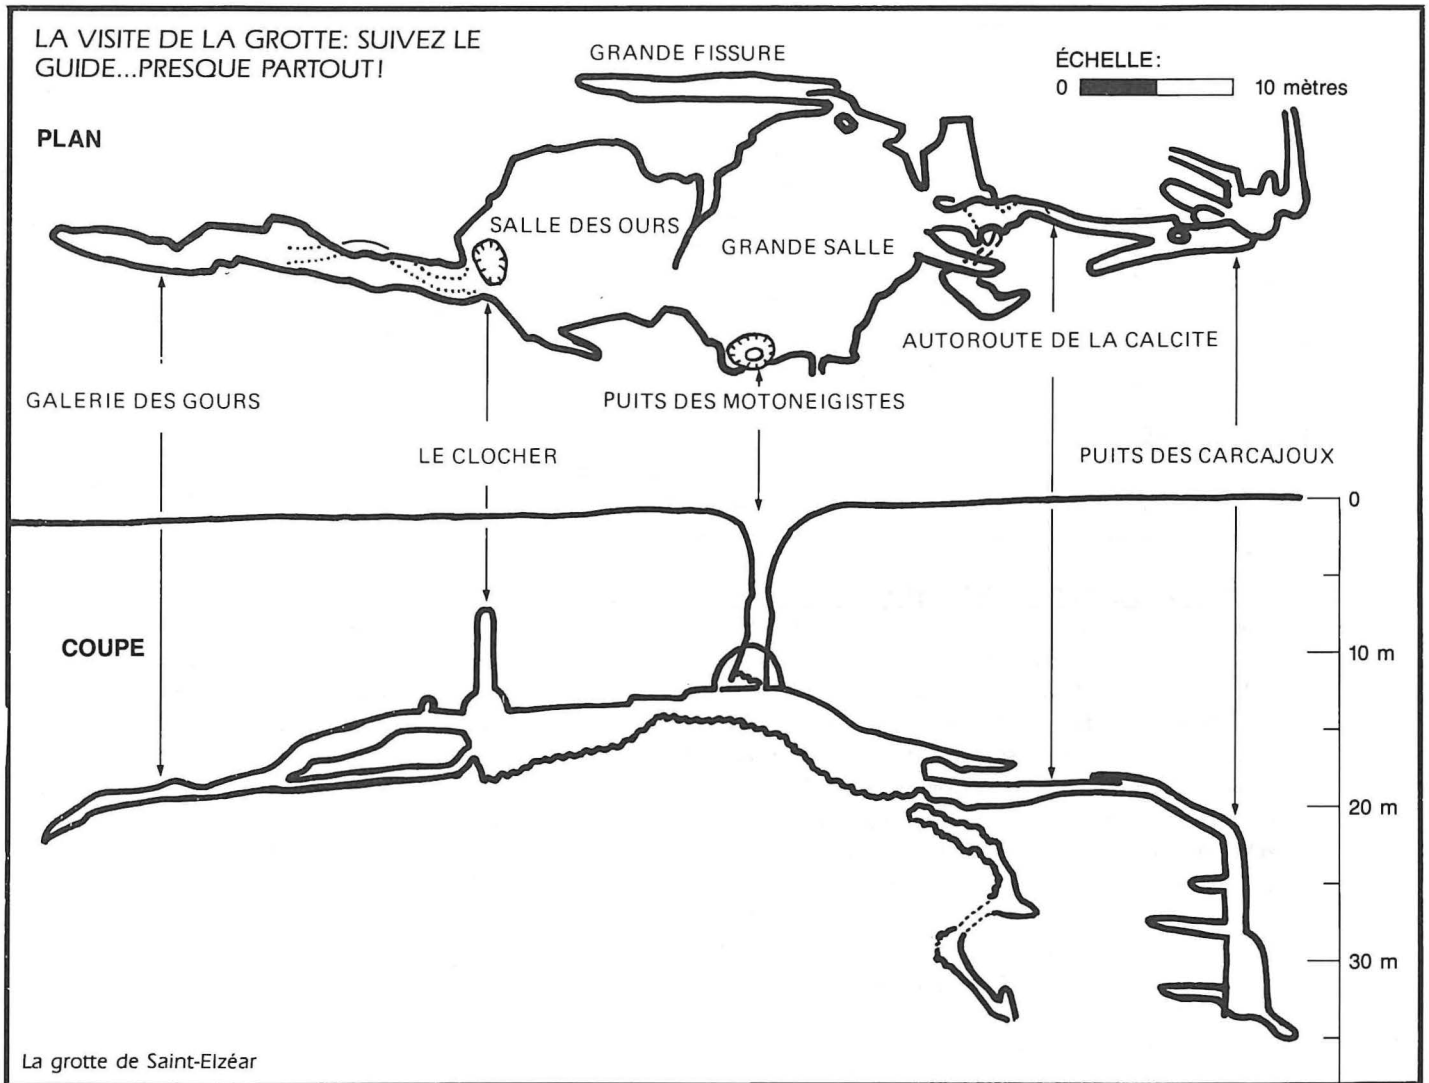 LA VISITE DE LA GROTTE: SUIVEZ LE
GUIDE...PRESQUE PARTOUT!
GRANDE FISSURE
ÉCHELLE:
0 10 mètres
PLAN
SALLE DES OURS
GRANDE SALLE
AUTOROUTE DE LA CALCITE
GALERIE DES GOURS
PUITS DES MOTONEIGISTES
LE CLOCHER
PUITS DES CARCAJOUX
0
COUPE
10 m
20 m
30 m
La grotte de Saint-Elzéar